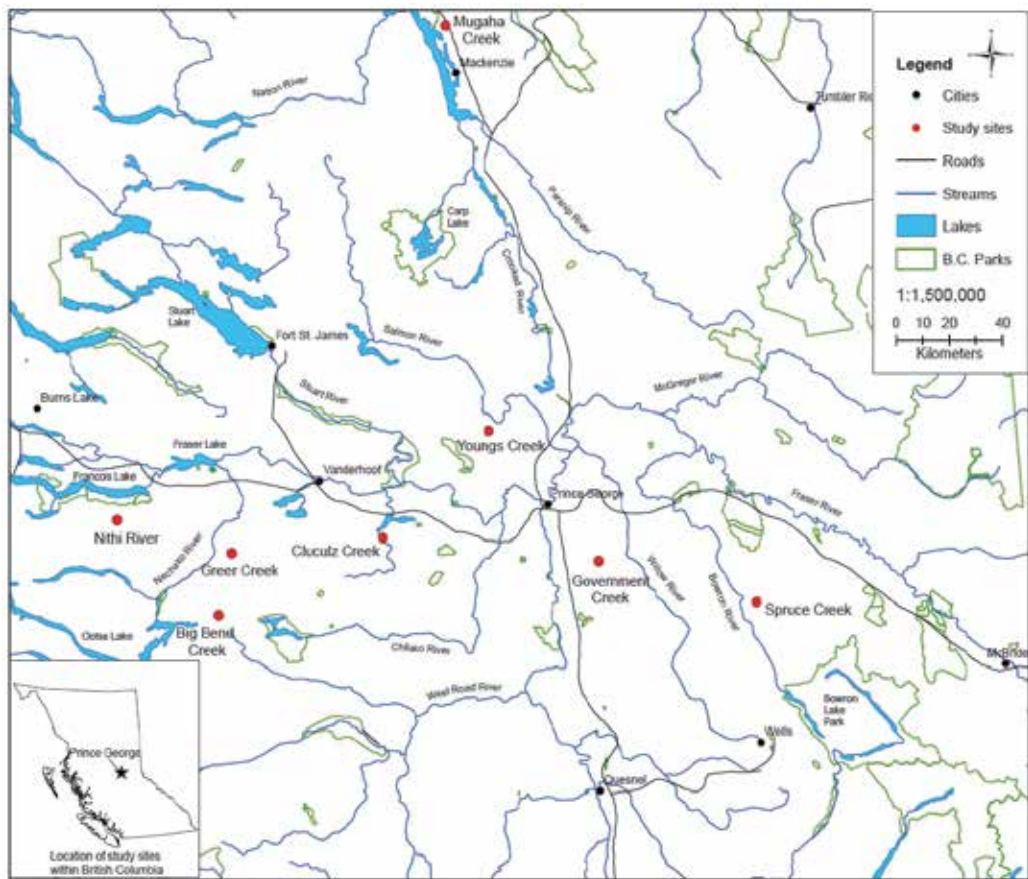 Mugaha
Creek
Mackenzie
Nation River
Tumbler Ri
Legend
Cities
Study sites
Roads
Streams
Lakes
B.C. Parks
1:1,500,000
0 10 20 40
Kilometers
Parsnip River
Carp
Lake
Crooked River
Stuart
Lake
Fort St. James
Salmon River
Stuart River
McGregor River
Burns Lake
Youngs Creek
Fraser Lake
Vanderhoof
Francois Lake
Prince George
Fraser River
Nithi River
Cluculz Creek
Greer Creek
Nechako River
Government
Creek
Willow River
Bowron River
Spruce Creek
Big Bend
Creek
Ootsa Lake
Chilako River
McBride
West Road River
Bowron
Lake
Park
Wells
Quesnel
Prince George
Location of study sites
within British Columbia